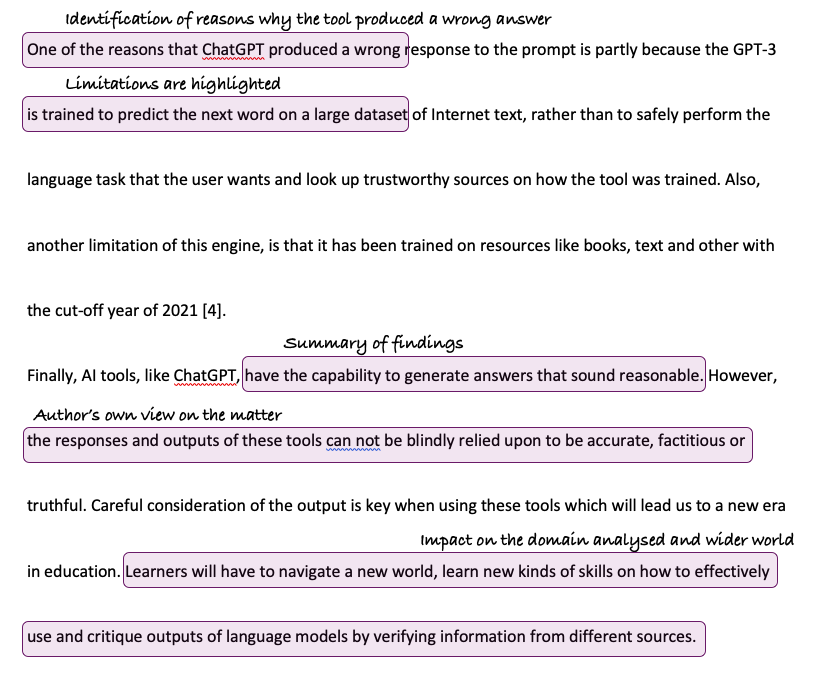 Identification of reasons why the tool produced a wrong answer
One of the reasons that ChatGPT produced a wrong response to the prompt is partly because the GPT-3
Limitations are highlighted
is trained to predict the next word on a large dataset of Internet text, rather than to safely perform the
language task that the user wants and look up trustworthy sources on how the tool was trained. Also,
another limitation of this engine, is that it has been trained on resources like books, text and other with
the cut-off year of 2021 [4].
Summary of findings
Finally, AI tools, like ChatGPT, have the capability to generate answers that sound reasonable. However,
Author's own view on the matter
the responses and outputs of these tools can not be blindly relied upon to be accurate, factitious or
truthful. Careful consideration of the output is key when using these tools which will lead us to a new era
Impact on the domain analysed and wider world
in education. Learners will have to navigate a new world, learn new kinds of skills on how to effectively
use and critique outputs of language models by verifying information from different sources.